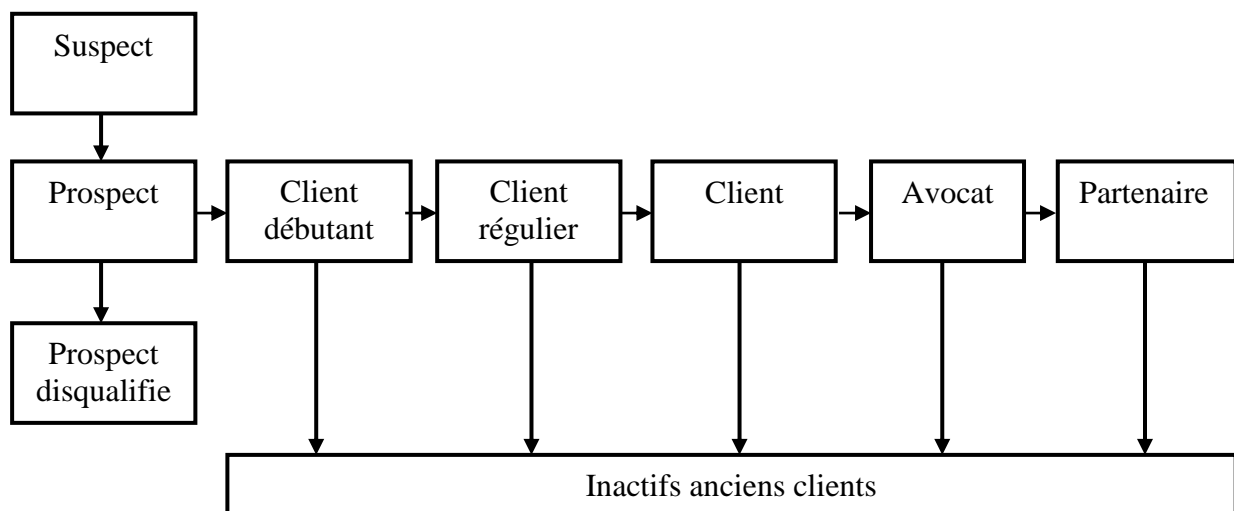 Suspect
Prospect
Client
débutant
Client
régulier
Client
Avocat
Partenaire
Prospect
disqualifie
Inactifs anciens clients